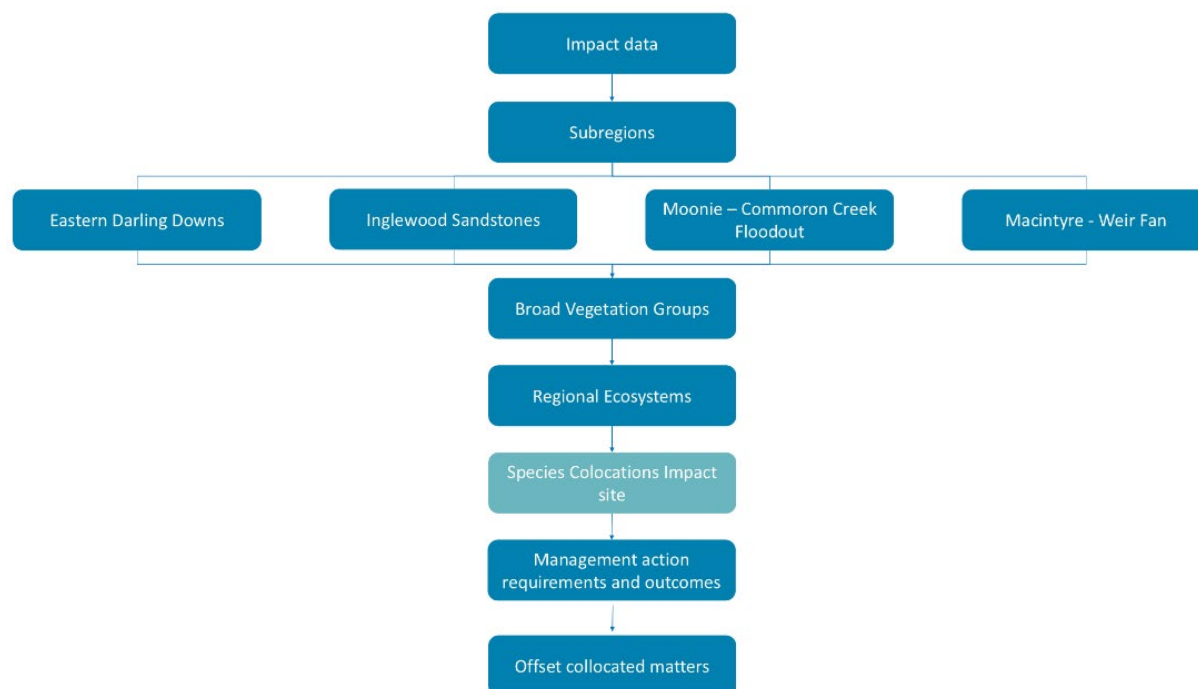 Impact data
Subregions
Eastern Darling Downs
Inglewood Sandstones
Moonie – Commoron Creek
Floodout
Macintyre - Weir Fan
Broad Vegetation Groups
Regional Ecosystems
Species Colocations Impact
site
Management action
requirements and outcomes
Offset collocated matters